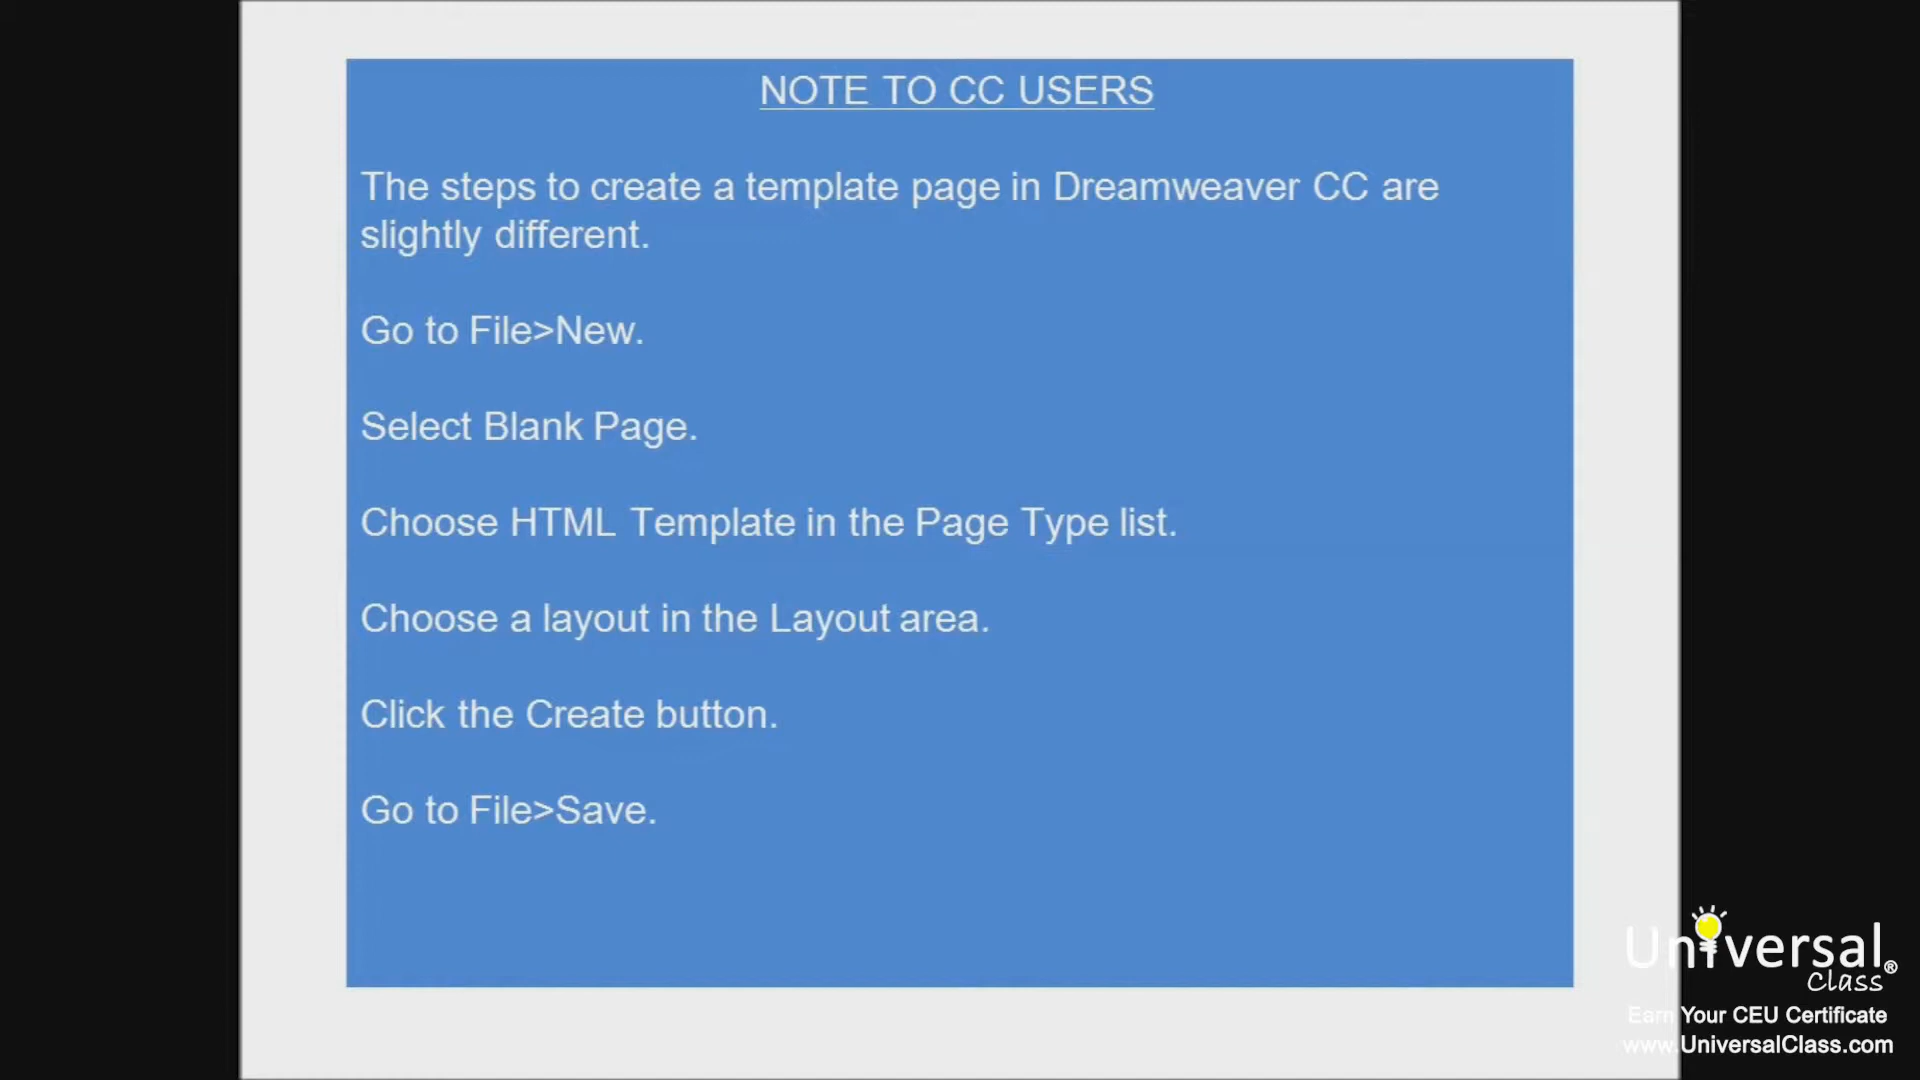 NOTE TO CC USERS
The steps to create a template page in Dreamweaver CC are
slightly different.
Go to File>New.
Select Blank Page.
Choose HTML Template in the Page Type list.
Choose a layout in the Layout area.
Click the Create button.
Go to File>Save.
Universal®
Class
Earn Your CEU Certificate
www.UniversalClass.com